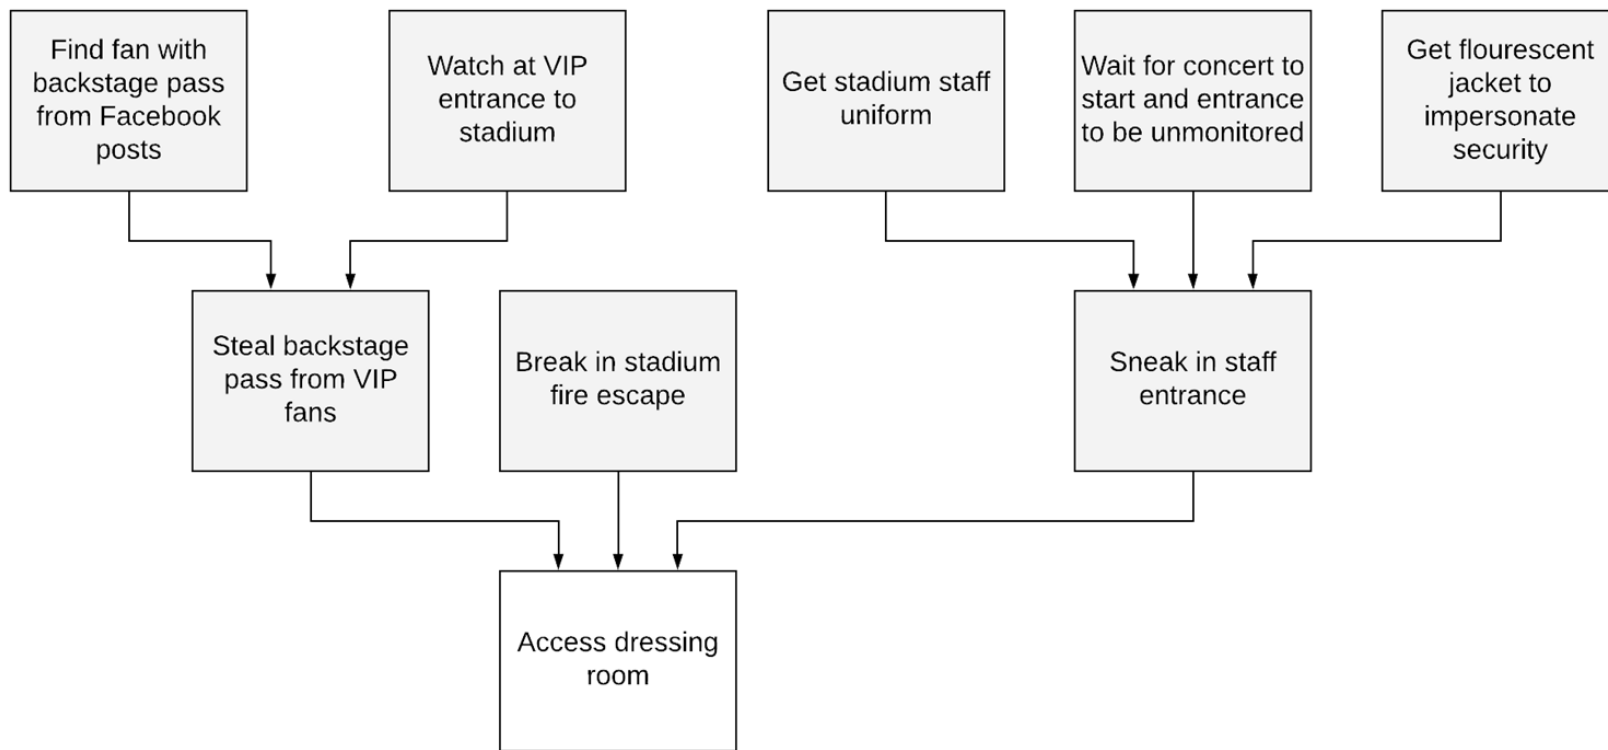 Find fan with
backstage pass
from Facebook
posts
Watch at VIP
entrance to
stadium
Get stadium staff
uniform
Wait for concert to
start and entrance
to be unmonitored
Get flourescent
jacket to
impersonate
security
Steal backstage
pass from VIP
fans
Break in stadium
fire escape
Sneak in staff
entrance
Access dressing
room